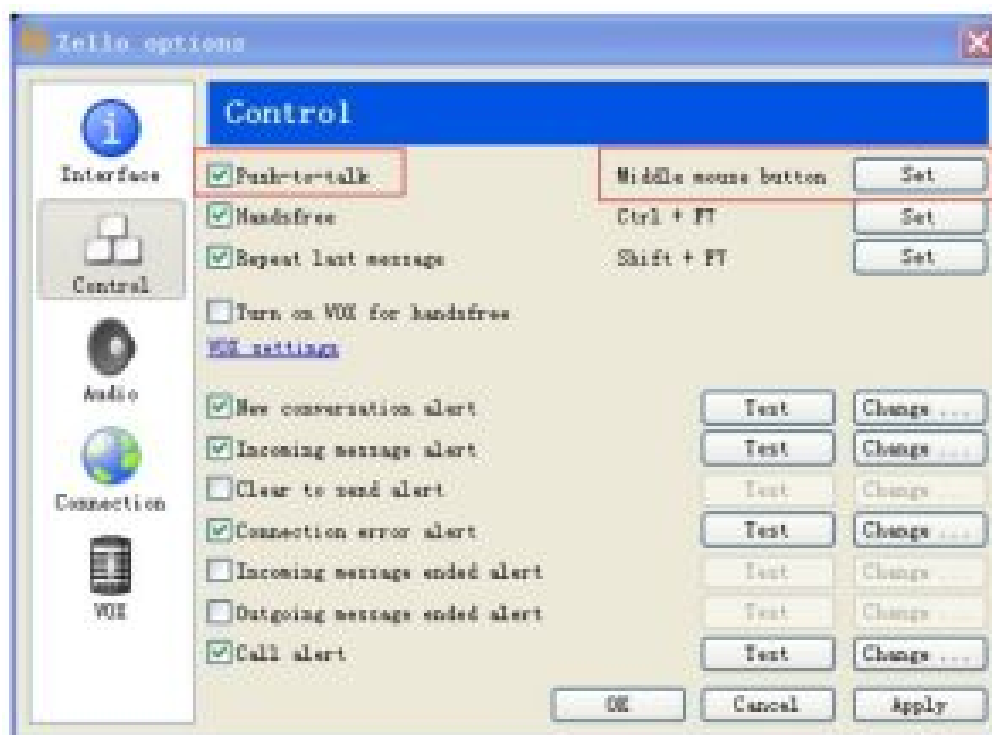 Zello options
Control
Interface
Control
Audio
Connection
VOX
Push-to-talk Middle mouse button Set
Handsfree Ctrl + F7 Set
Repeat last message Shift + F7 Set
Turn on VOX for handsfree
VOX settings
New conversation alert Test Change ...
Incoming message alert Test Change ...
Clear to send alert Test Change ...
Connection error alert Test Change ...
Incoming message ended alert Test Change ...
Outgoing message ended alert Test Change ...
Call alert Test Change ...
OK Cancel Apply